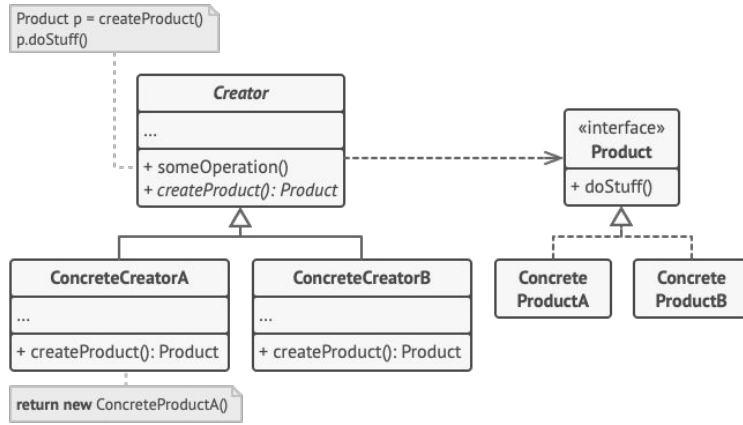 Product p = createProduct()
p.doStuff()
Creator
...
+ someOperation()
+ createProduct(): Product
«interface»
Product
+ doStuff()
ConcreteCreatorA
...
+ createProduct(): Product
ConcreteCreatorB
...
+ createProduct(): Product
Concrete
ProductA
Concrete
ProductB
return new ConcreteProductA()